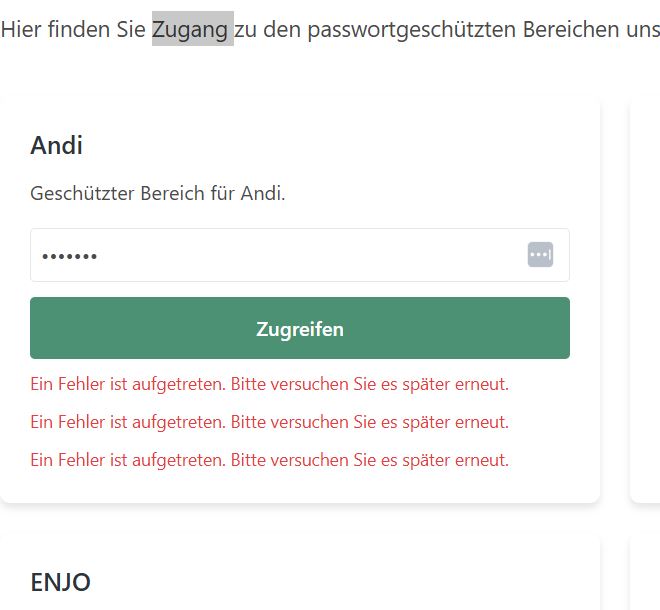 Hier finden Sie Zugang zu den passwortgeschützten Bereichen uns
Andi
Geschützter Bereich für Andi.
•••••••
Zugreifen
Ein Fehler ist aufgetreten. Bitte versuchen Sie es später erneut.
Ein Fehler ist aufgetreten. Bitte versuchen Sie es später erneut.
Ein Fehler ist aufgetreten. Bitte versuchen Sie es später erneut.
ENJO